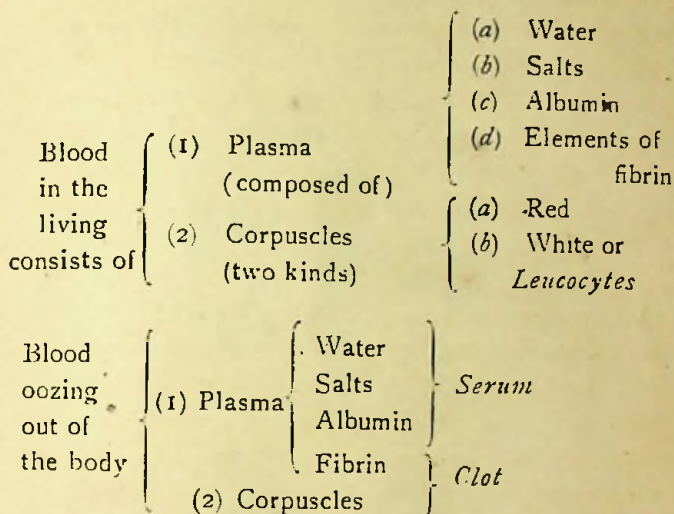 Blood in the living consists of
(1) Plasma (composed of)
(a) Water
(b) Salts
(c) Albumin
(d) Elements of fibrin
(2) Corpuscles (two kinds)
(a) Red
(b) White or Leucocytes
Blood oozing out of the body
(1) Plasma
Water
Salts
Albumin
Serum
Fibrin
(2) Corpuscles
Clot